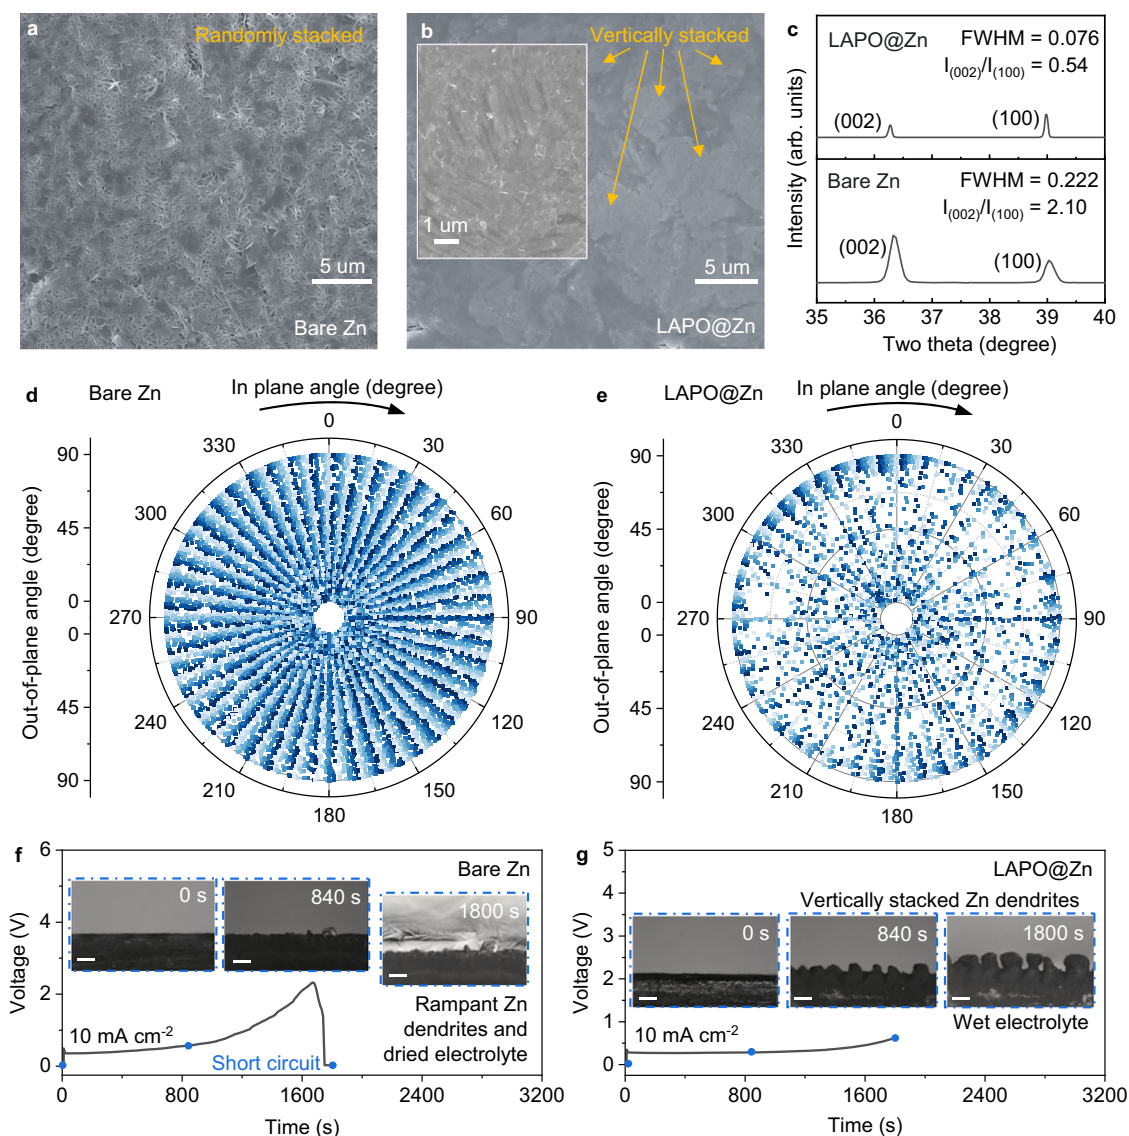 a
Randomly stacked
5 um
Bare Zn
b
Vertically stacked
1 um
5 um
LAPO@Zn
c
LAPO@Zn
FWHM = 0.076
I(002)/I(100) = 0.54
(002)
(100)
Bare Zn
FWHM = 0.222
I(002)/I(100) = 2.10
(002)
(100)
Intensity (arb. units)
35 36 37 38 39 40
Two theta (degree)
d
Bare Zn
In plane angle (degree)
0
30
60
90
120
150
180
210
240
270
300
330
Out-of-plane angle (degree)
90
45
0
0
45
90
e
LAPO@Zn
In plane angle (degree)
0
30
60
90
120
150
180
210
240
270
300
330
Out-of-plane angle (degree)
90
45
0
0
45
90
f
Bare Zn
0 s
840 s
1800 s
10 mA cm-2
Short circuit
Rampant Zn
dendrites and
dried electrolyte
Voltage (V)
6
4
2
0
0 800 1600 2400 3200
Time (s)
g
LAPO@Zn
Vertically stacked Zn dendrites
0 s
840 s
1800 s
Wet electrolyte
10 mA cm-2
Voltage (V)
5
4
3
2
1
0
0 800 1600 2400 3200
Time (s)